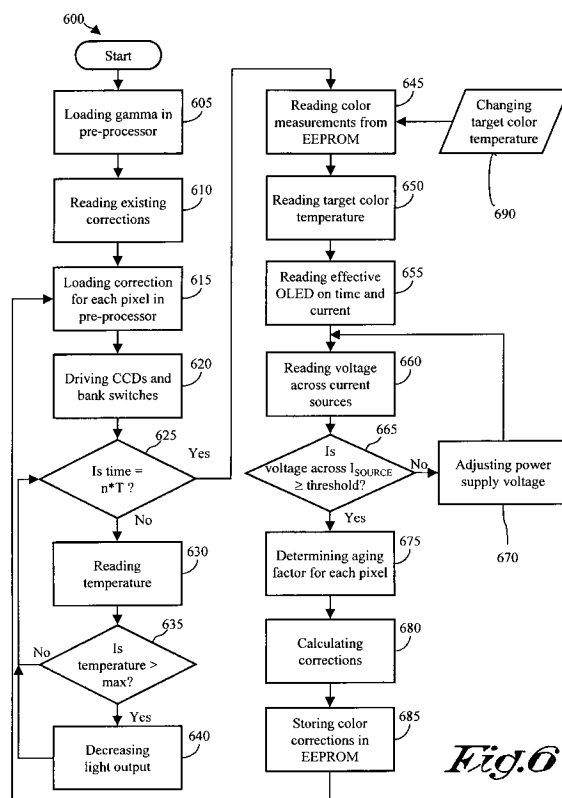 600
Start
Loading gamma in
pre-processor
605
Reading existing
corrections
610
Loading correction
for each pixel in
pre-processor
615
Driving CCDs and
bank switches
620
625
Is time =
n*T ?
Yes
No
Reading
temperature
630
635
Is
temperature >
max?
No
Yes
Decreasing
light output
640
Reading color
measurements from
EEPROM
645
Changing
target color
temperature
690
Reading target color
temperature
650
Reading effective
OLED on time and
current
655
Reading voltage
across current
sources
660
665
Is
voltage across ISOURCE
≥ threshold?
No
Yes
Adjusting power
supply voltage
670
Determining aging
factor for each pixel
675
Calculating
corrections
680
Storing color
corrections in
EEPROM
685
Fig.6